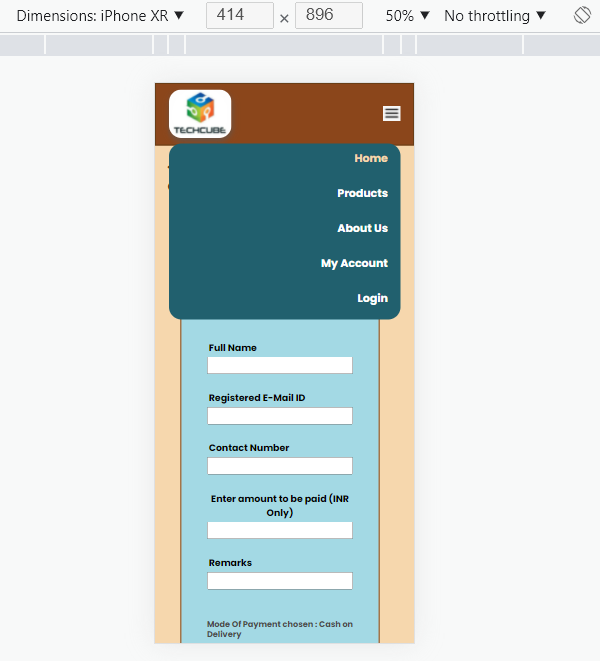 Dimensions: iPhone XR ▼ 414 × 896 50% ▼ No throttling ▼
TECHCUBE
Home
Products
About Us
My Account
Login
Full Name
Registered E-Mail ID
Contact Number
Enter amount to be paid (INR
Only)
Remarks
Mode Of Payment chosen : Cash on
Delivery